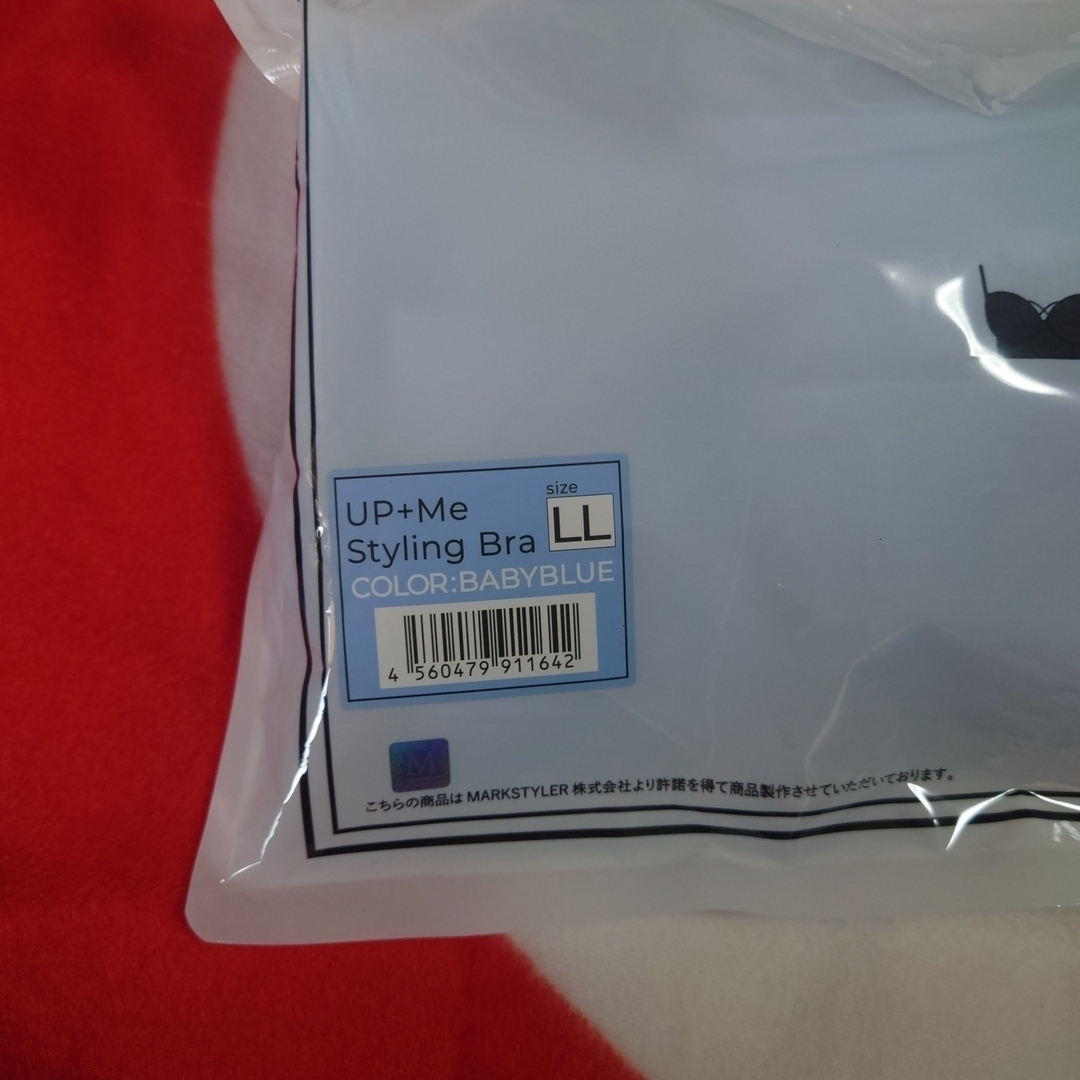 UP+Me
Styling Bra
size
LL
COLOR:BABYBLUE
4 560479 911642
M
こちらの商品は MARKSTYLER 株式会社より許諾を得て商品製作させていただいております。